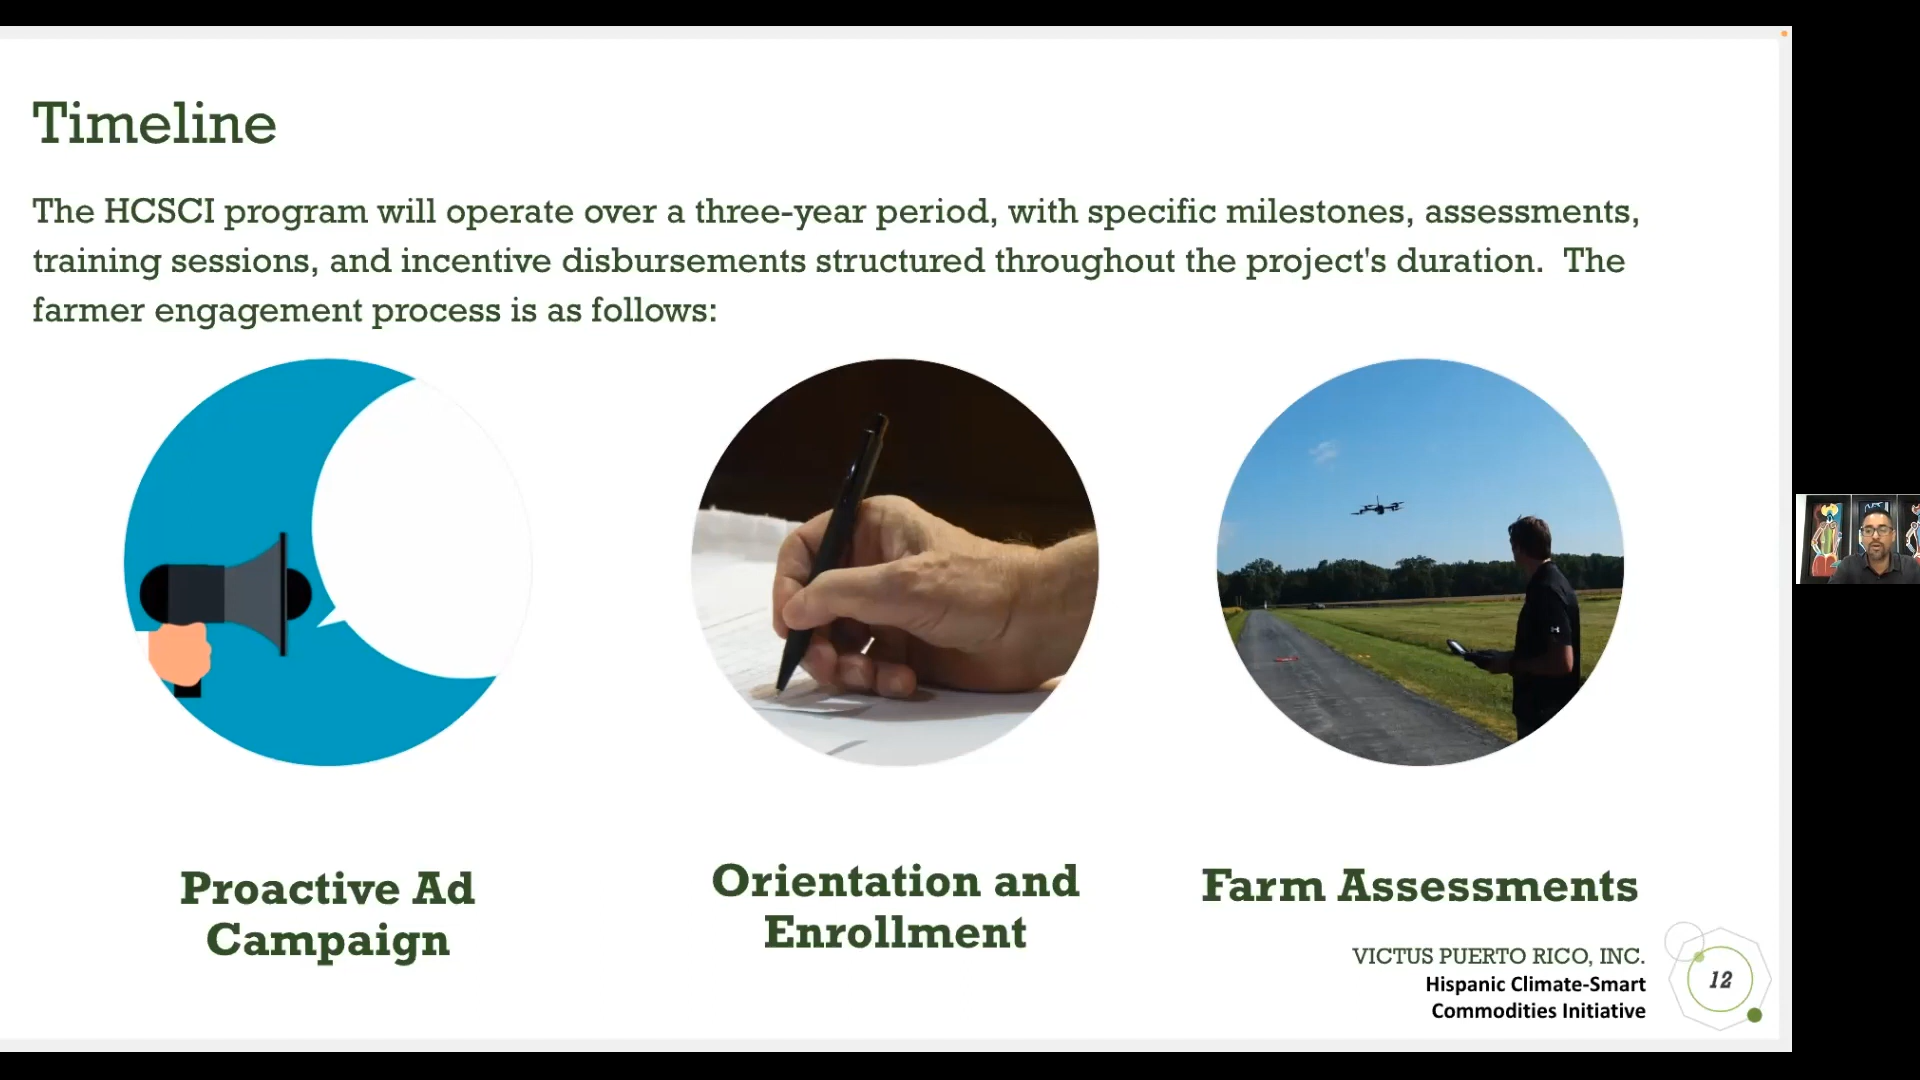 Timeline
The HCSCI program will operate over a three-year period, with specific milestones, assessments,
training sessions, and incentive disbursements structured throughout the project's duration.  The
farmer engagement process is as follows:
Proactive Ad
Campaign
Orientation and
Enrollment
Farm Assessments
VICTUS PUERTO RICO, INC.
Hispanic Climate-Smart
Commodities Initiative
12